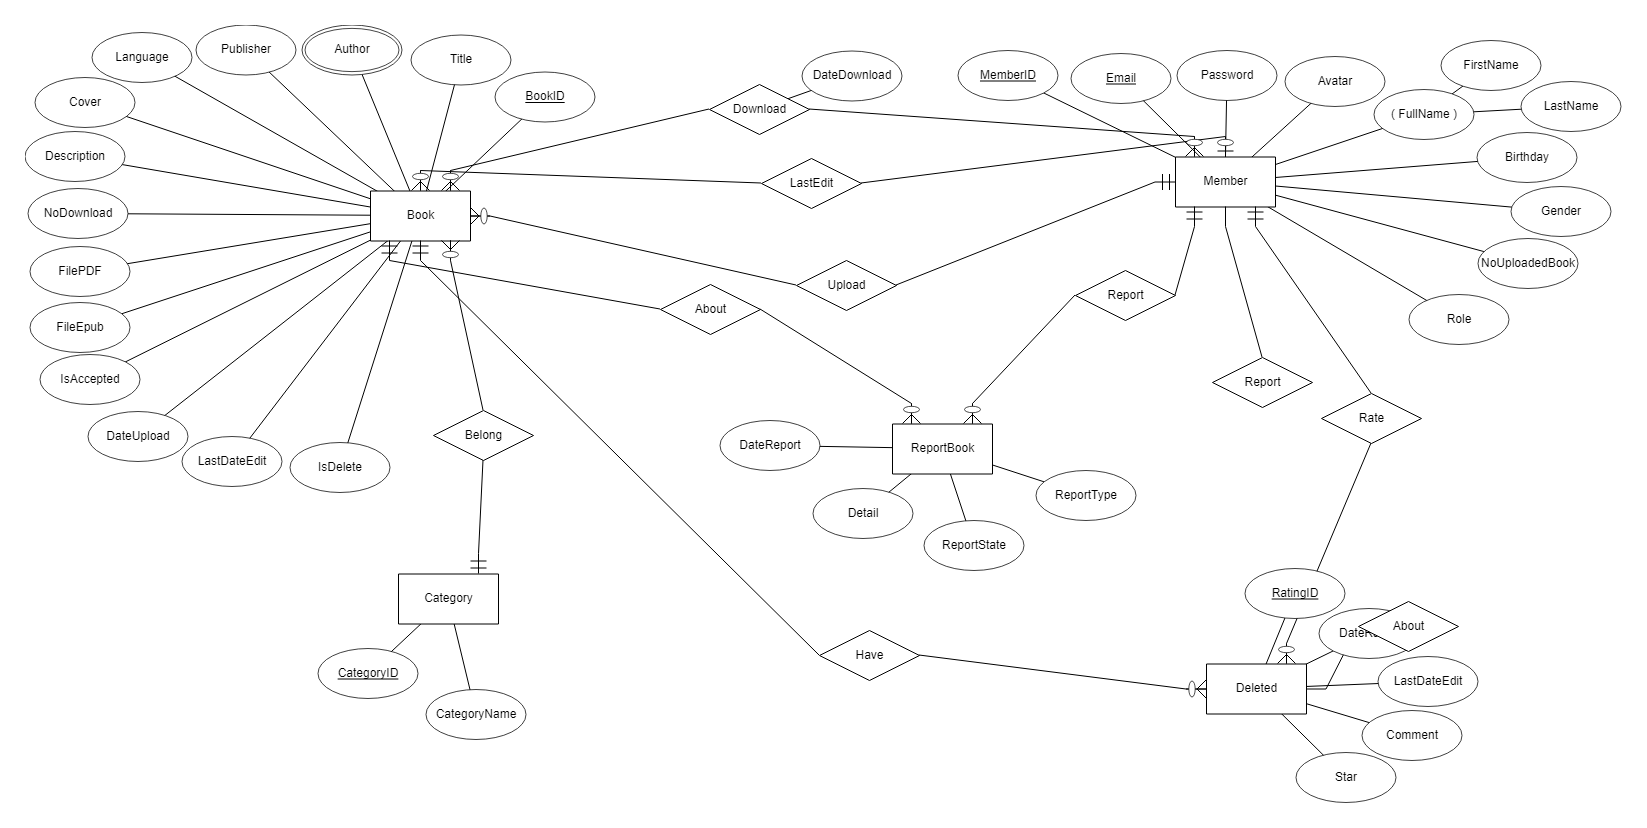 Language
Publisher
Author
Title
BookID
Cover
Description
NoDownload
FilePDF
FileEpub
IsAccepted
DateUpload
LastDateEdit
IsDelete
Book
Download
DateDownload
LastEdit
Upload
About
Belong
Category
CategoryID
CategoryName
MemberID
Email
Password
Avatar
FirstName
( FullName )
LastName
Birthday
Gender
NoUploadedBook
Role
Member
Report
Report
Rate
ReportBook
DateReport
Detail
ReportState
ReportType
Have
RatingID
About
Deleted
LastDateEdit
Comment
Star